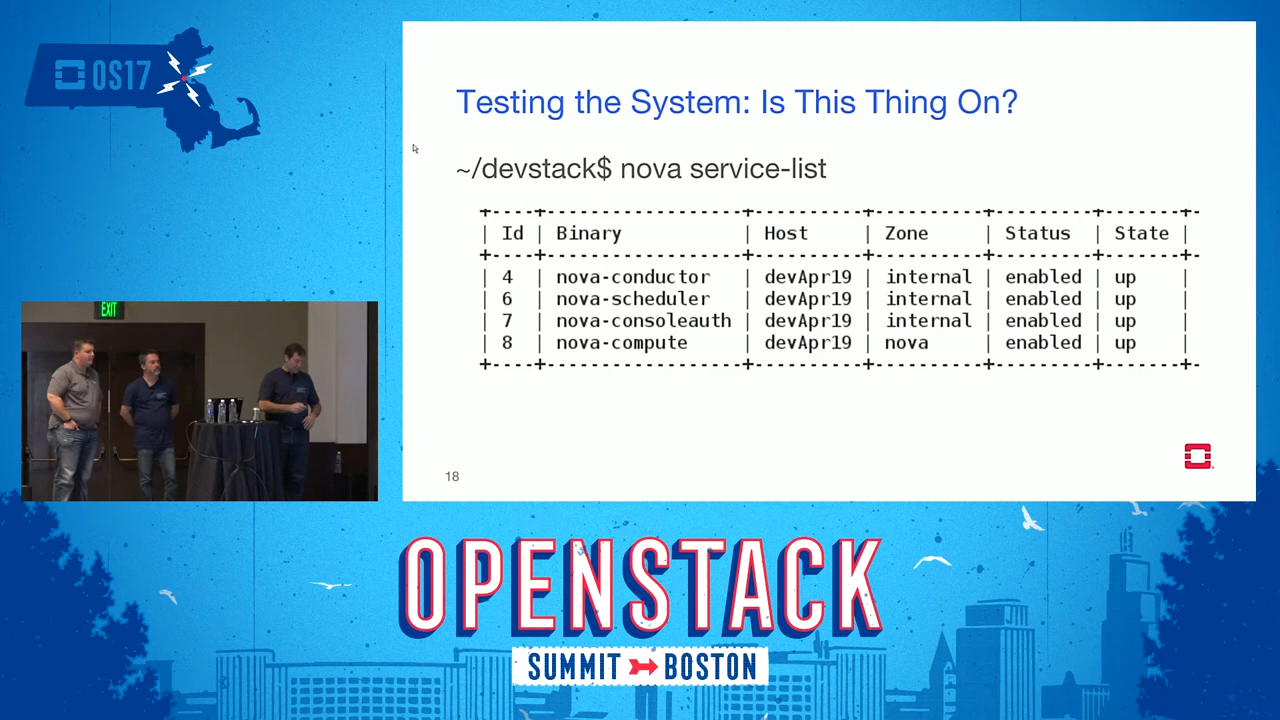 OS17
EXIT
Testing the System: Is This Thing On?
~/devstack$ nova service-list
+----+------------------+-----------+----------+---------+-------+-
| Id | Binary | Host | Zone | Status | State |
+----+------------------+-----------+----------+---------+-------+-
| 4 | nova-conductor | devApr19 | internal | enabled | up |
| 6 | nova-scheduler | devApr19 | internal | enabled | up |
| 7 | nova-consoleauth | devApr19 | internal | enabled | up |
| 8 | nova-compute | devApr19 | nova | enabled | up |
+----+------------------+-----------+----------+---------+-------+-
18
OPENSTACK
SUMMIT BOSTON